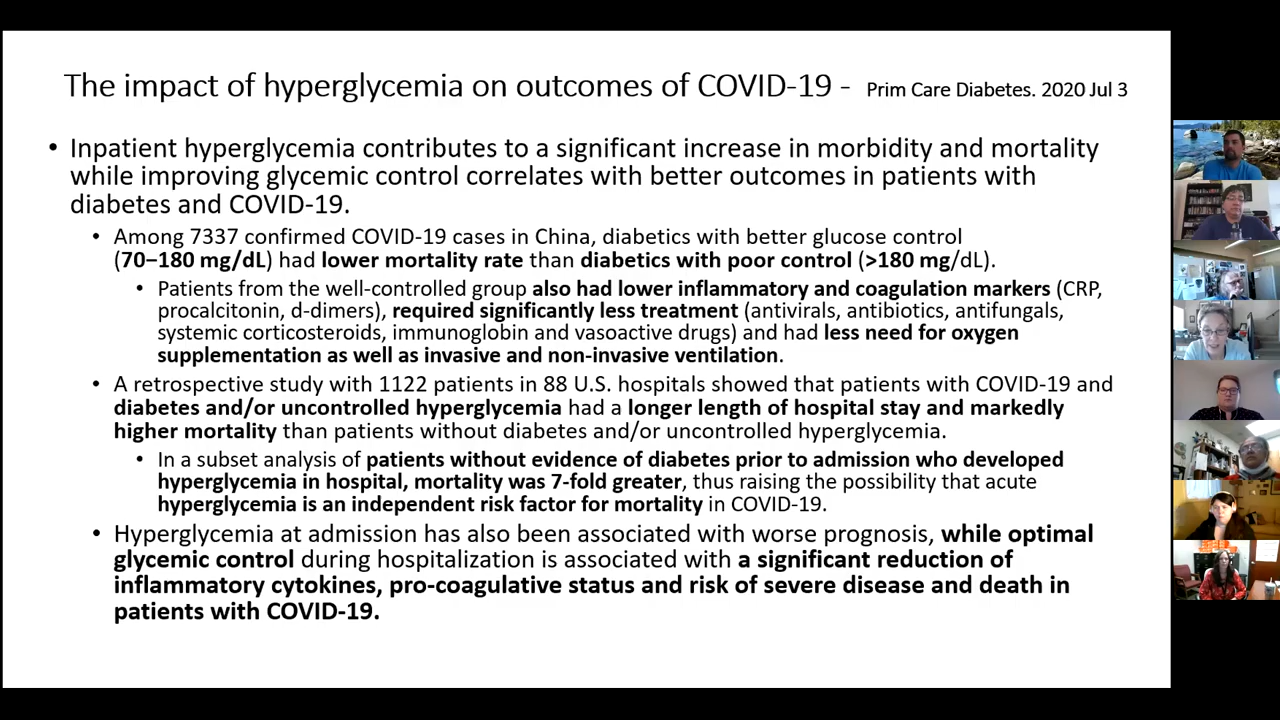 The impact of hyperglycemia on outcomes of COVID-19 - Prim Care Diabetes. 2020 Jul 3
• Inpatient hyperglycemia contributes to a significant increase in morbidity and mortality
while improving glycemic control correlates with better outcomes in patients with
diabetes and COVID-19.
• Among 7337 confirmed COVID-19 cases in China, diabetics with better glucose control
(70–180 mg/dL) had lower mortality rate than diabetics with poor control (>180 mg/dL).
• Patients from the well-controlled group also had lower inflammatory and coagulation markers (CRP,
procalcitonin, d-dimers), required significantly less treatment (antivirals, antibiotics, antifungals,
systemic corticosteroids, immunoglobin and vasoactive drugs) and had less need for oxygen
supplementation as well as invasive and non-invasive ventilation.
• A retrospective study with 1122 patients in 88 U.S. hospitals showed that patients with COVID-19 and
diabetes and/or uncontrolled hyperglycemia had a longer length of hospital stay and markedly
higher mortality than patients without diabetes and/or uncontrolled hyperglycemia.
• In a subset analysis of patients without evidence of diabetes prior to admission who developed
hyperglycemia in hospital, mortality was 7-fold greater, thus raising the possibility that acute
hyperglycemia is an independent risk factor for mortality in COVID-19.
• Hyperglycemia at admission has also been associated with worse prognosis, while optimal
glycemic control during hospitalization is associated with a significant reduction of
inflammatory cytokines, pro-coagulative status and risk of severe disease and death in
patients with COVID-19.